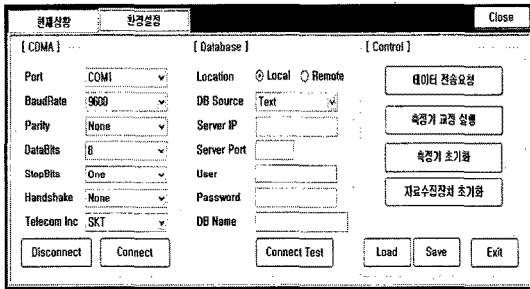 현재상황 환경설정 Close
[ CDMA ] [ Database ] [ Control ]
Port COM1 Location Local Remote 데이터 전송요청
BaudRate 9600 DB Source Text
Parity None Server IP 측정기 교정 실행
DataBits 8 Server Port 측정기 초기화
StopBits One User
Handshake None Password 자료수집장치 초기화
Telecom Inc SKT DB Name
Disconnect Connect Connect Test Load Save Exit